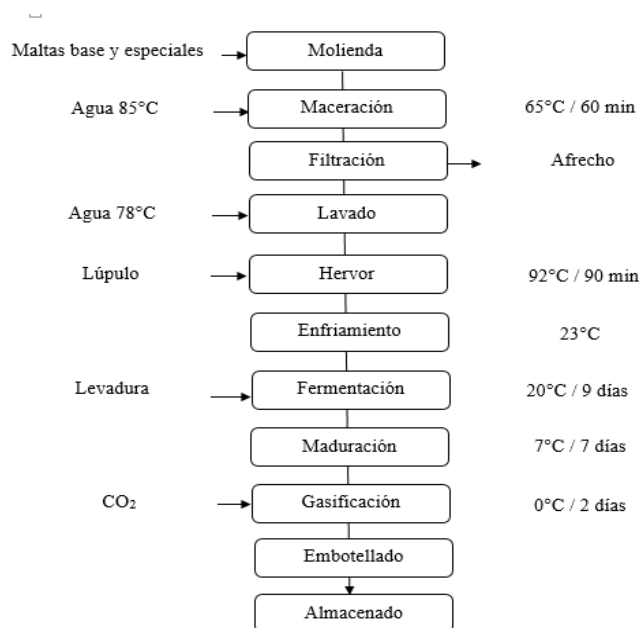 Maltas base y especiales Molienda
Agua 85°C Maceración 65°C / 60 min
Filtración Afrecho
Agua 78°C Lavado
Lúpulo Hervor 92°C / 90 min
Enfriamiento 23°C
Levadura Fermentación 20°C / 9 días
Maduración 7°C / 7 días
CO₂ Gasificación 0°C / 2 días
Embotellado
Almacenado